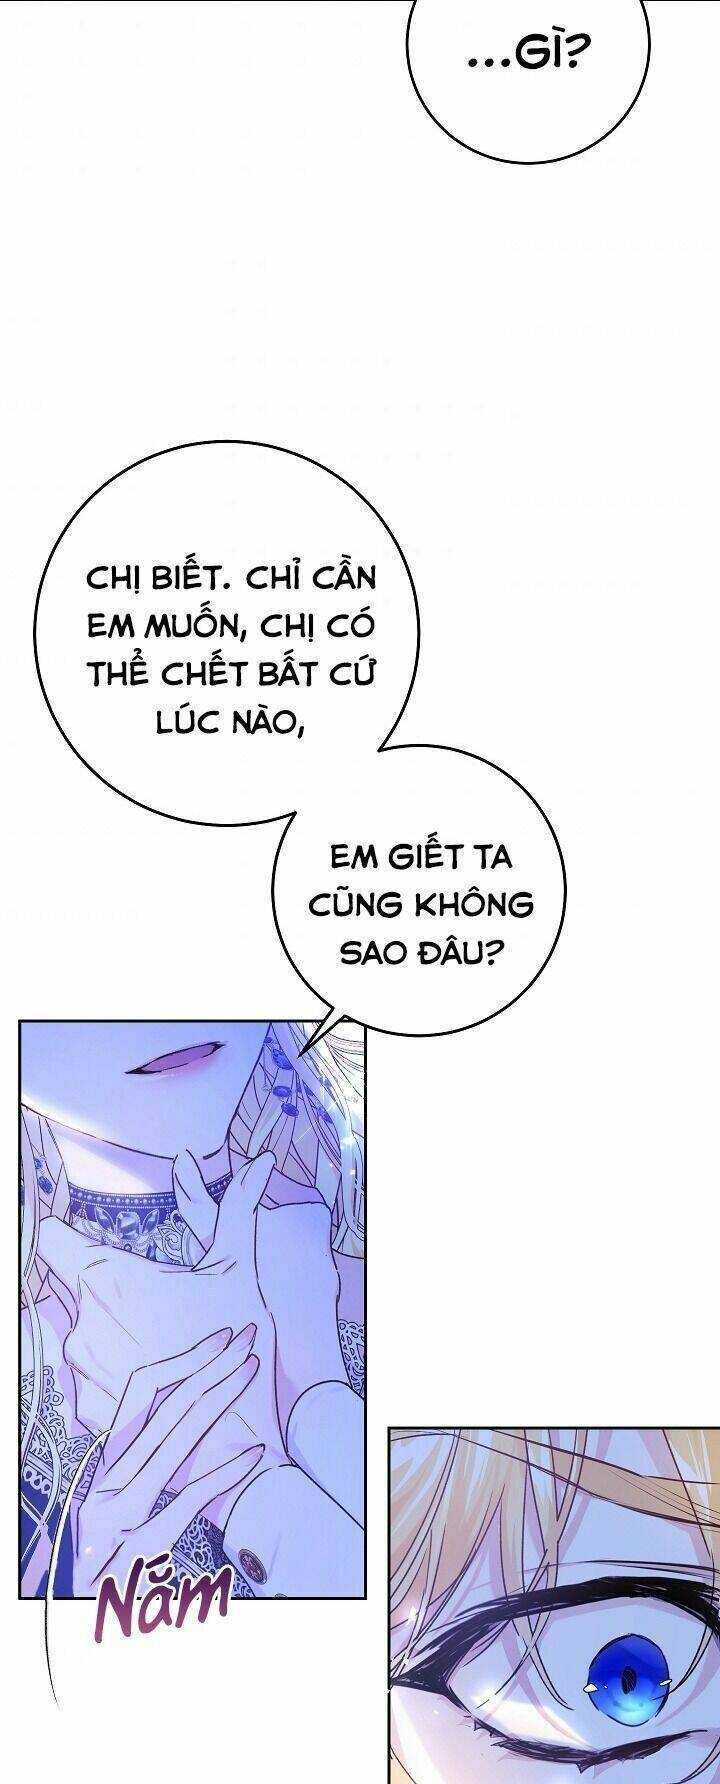 ...GÌ?
CHỊ BIẾT. CHỈ CẦN
EM MUỐN, CHỊ CÓ
THỂ CHẾT BẤT CỨ
LÚC NÀO,
EM GIẾT TA
CŨNG KHÔNG
SAO ĐÂU?
NẮM